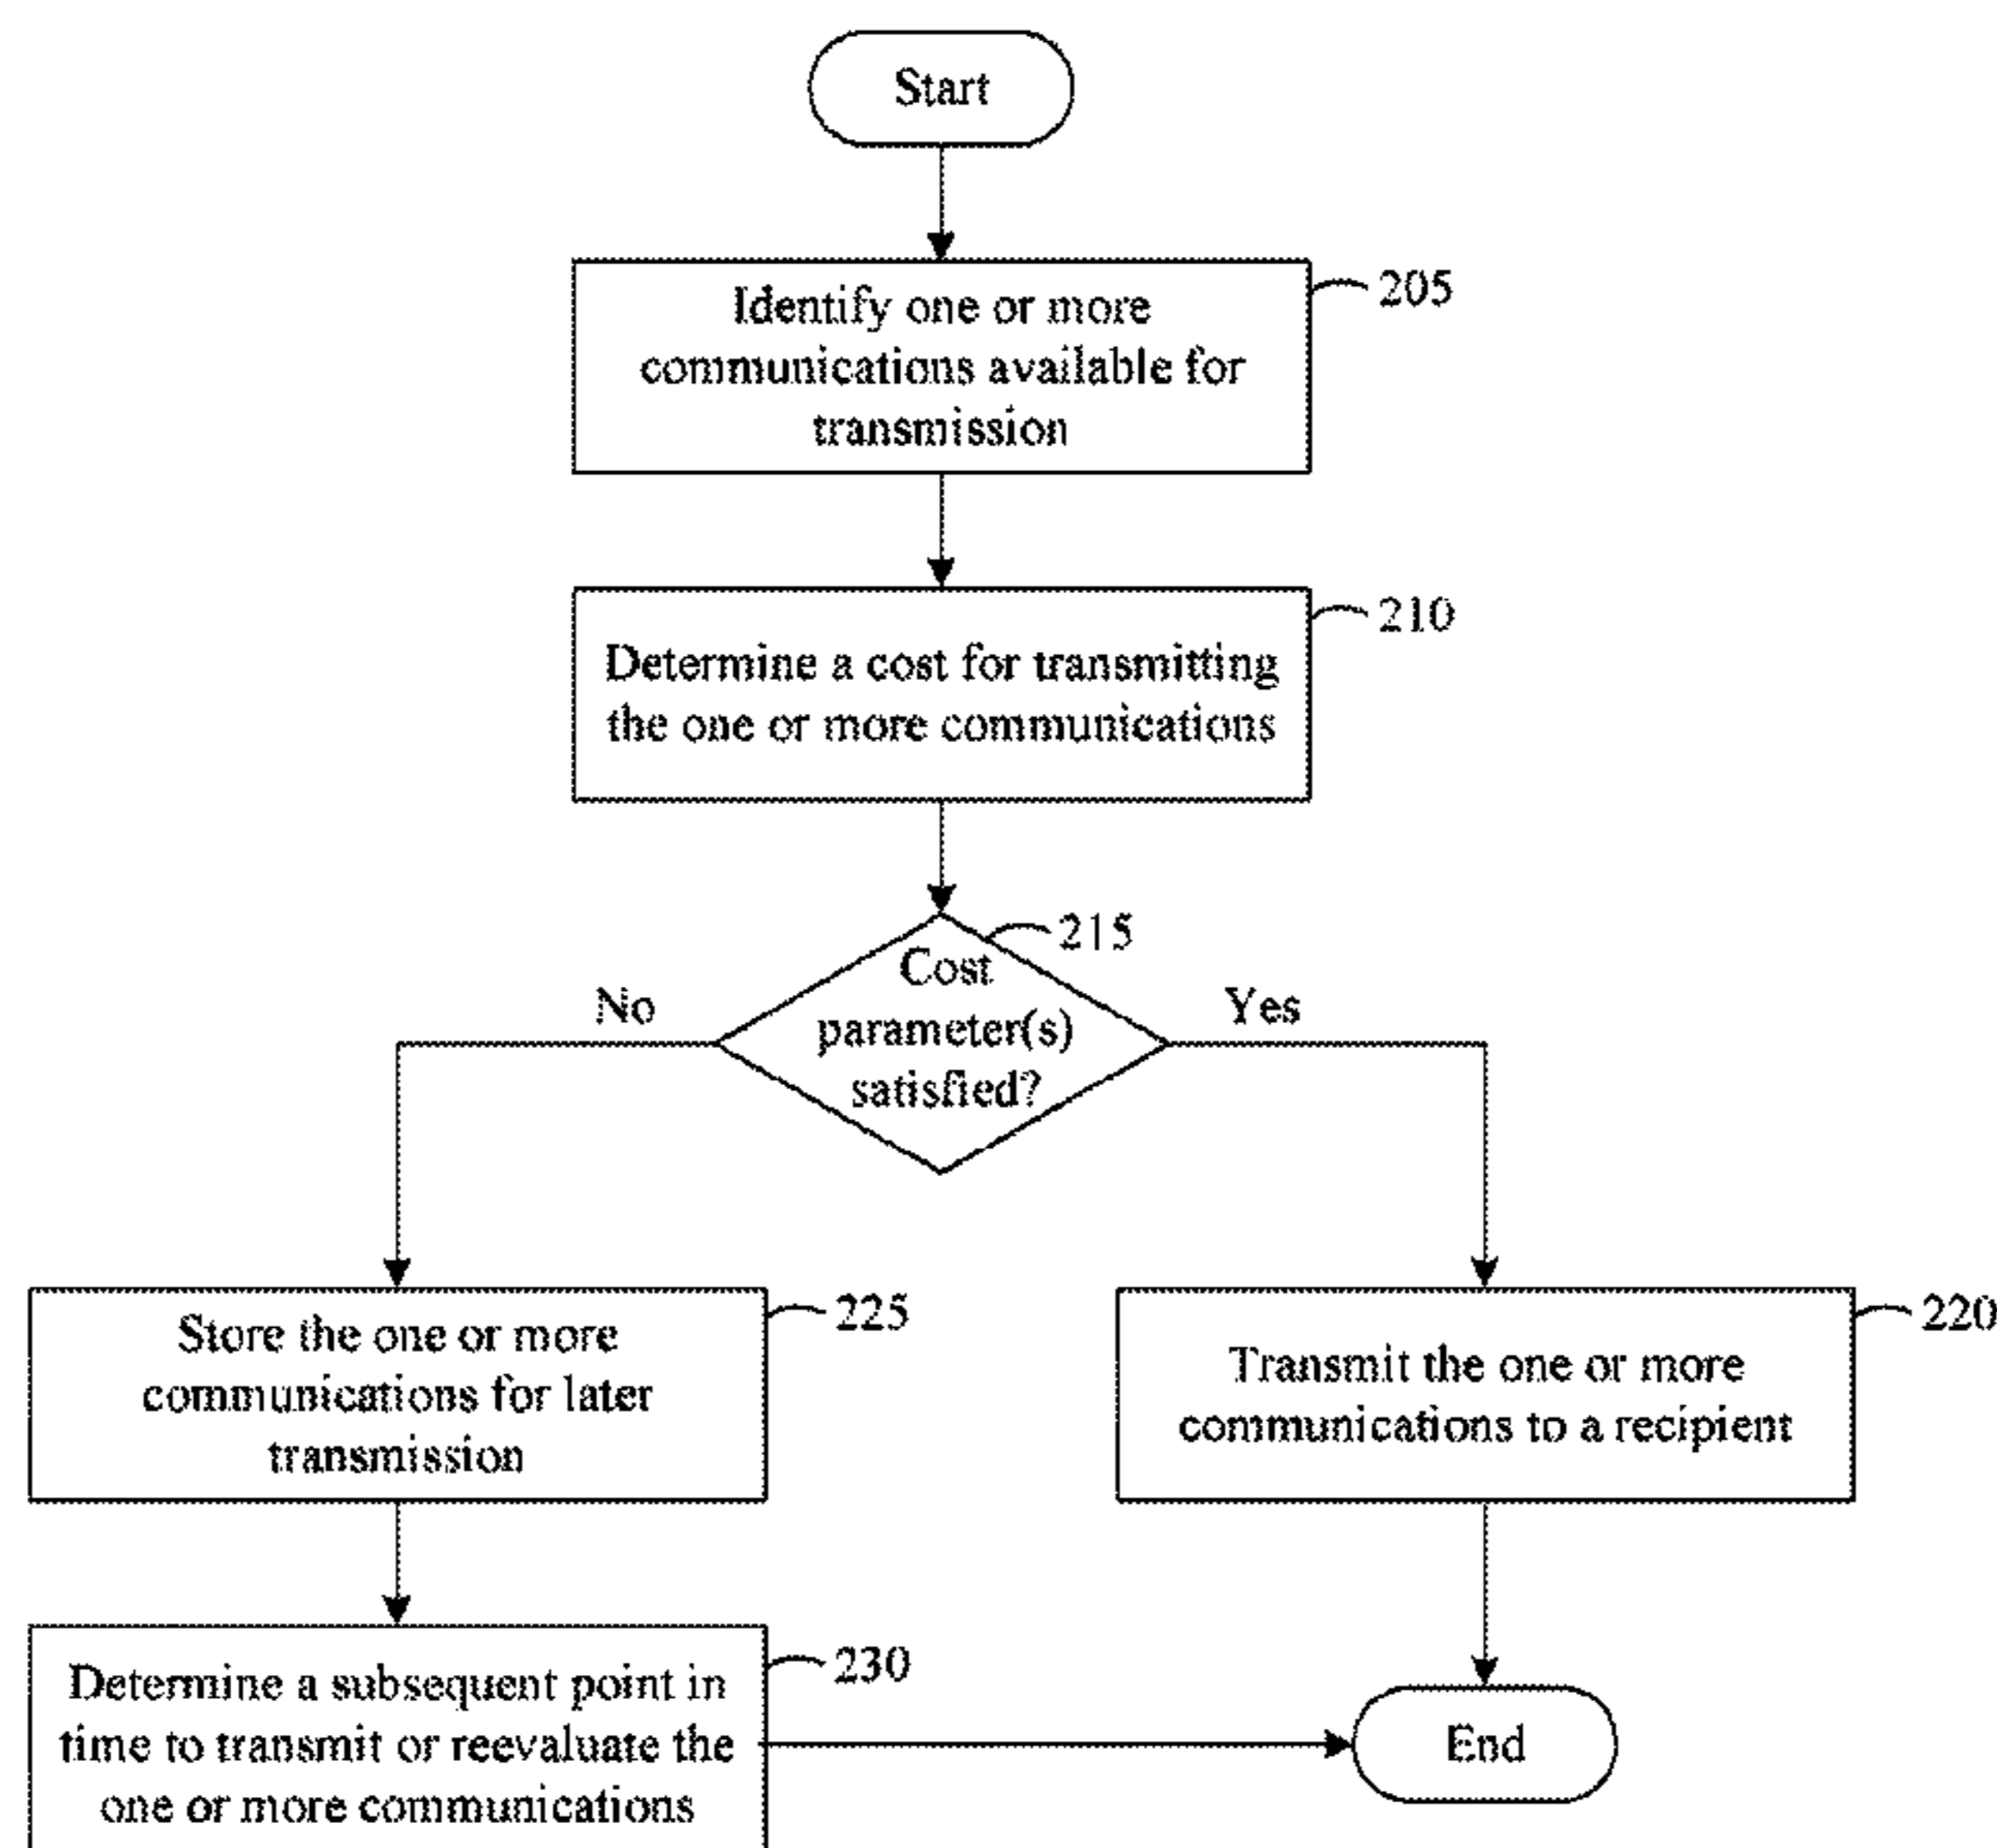 Start
Identify one or more
communications available for
transmission
205
Determine a cost for transmitting
the one or more communications
210
215
Cost
parameter(s)
satisfied?
No
Yes
Store the one or more
communications for later
transmission
225
Transmit the one or more
communications to a recipient
220
Determine a subsequent point in
time to transmit or reevaluate the
one or more communications
230
End